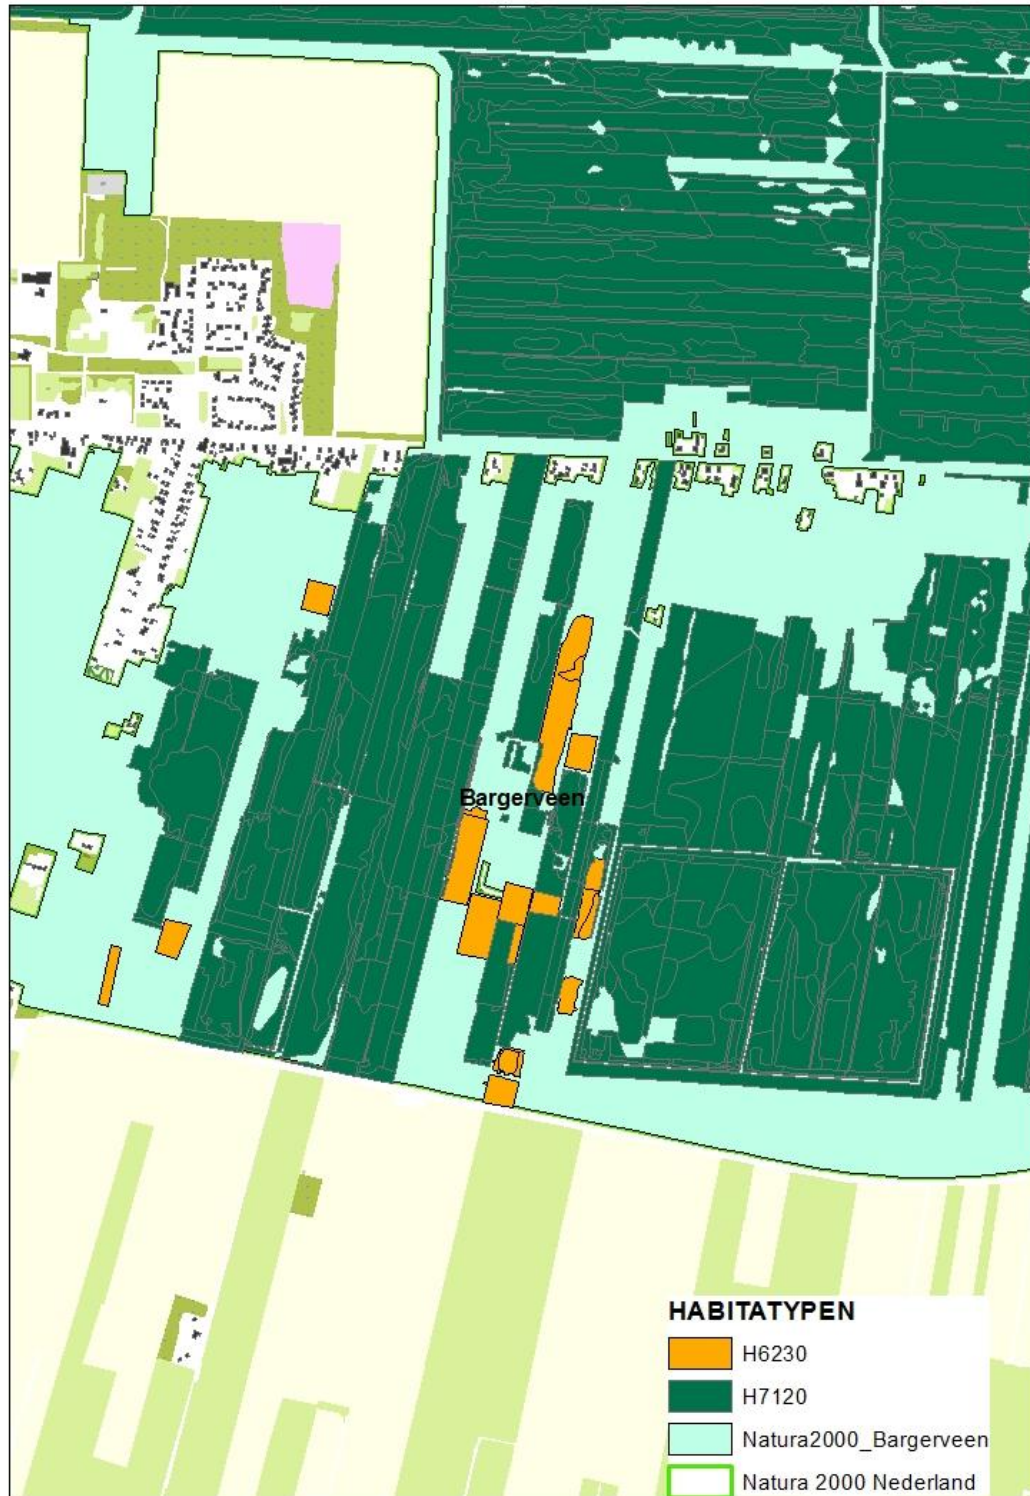 Bargerveen
HABITATYPEN
H6230
H7120
Natura2000_Bargerveen
Natura 2000 Nederland